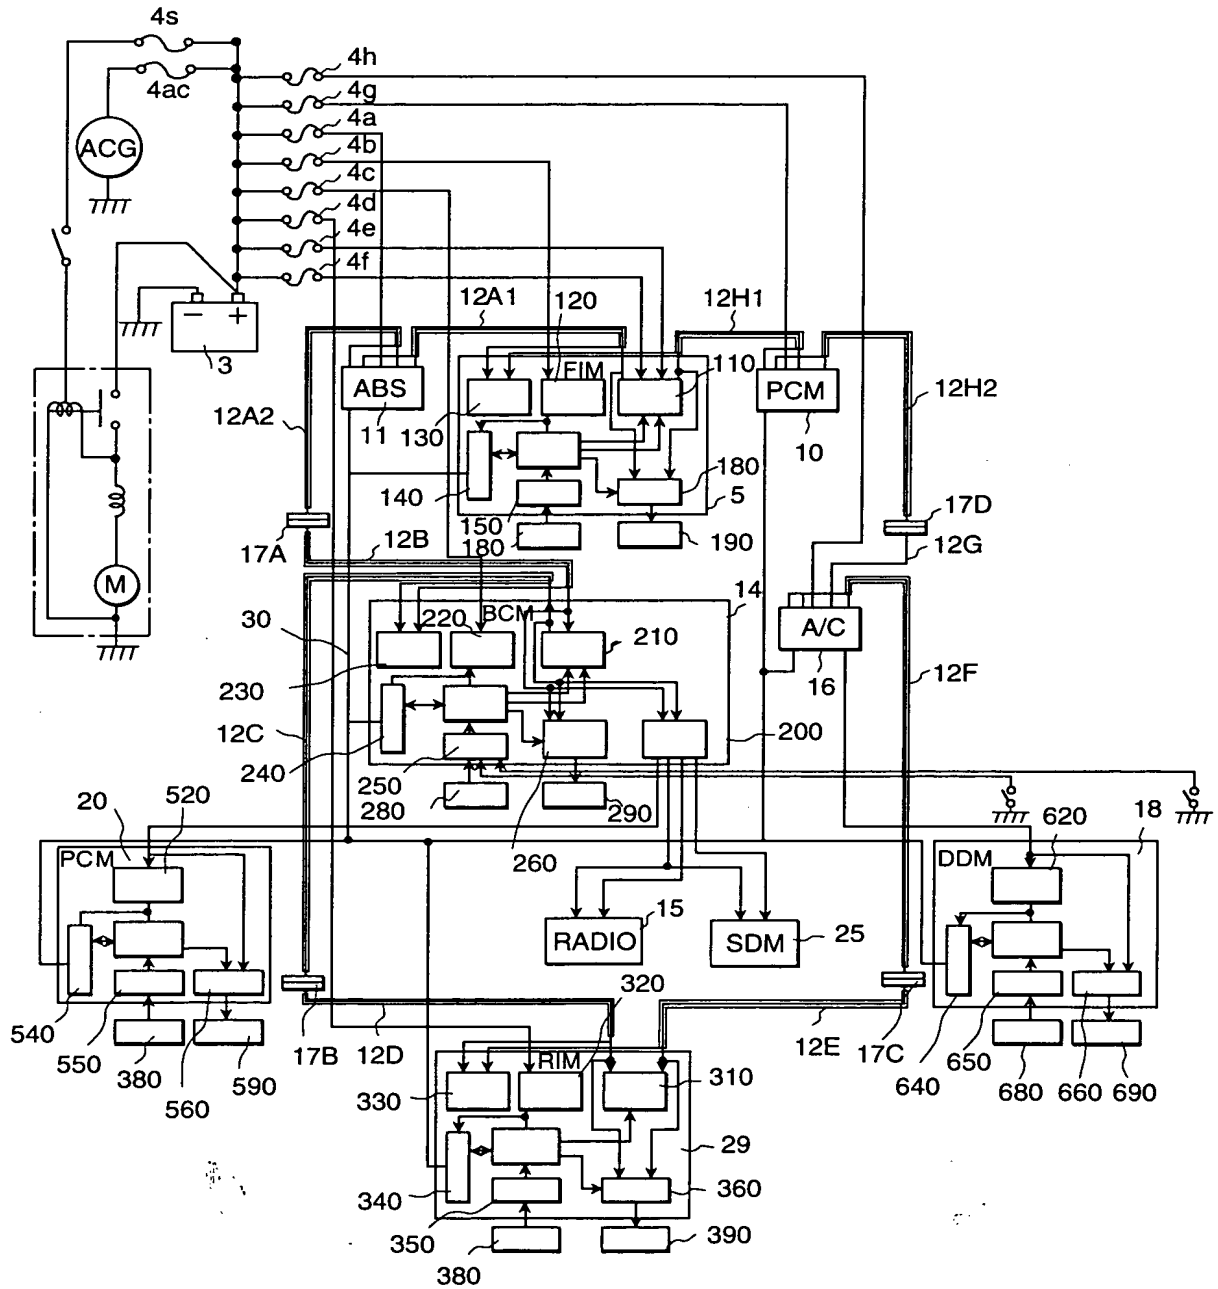 4s
4h
4ac
4g
ACG
4a
4b
4c
4d
4e
4f
− +
3
12A1
120
12H1
FIM
110
ABS
PCM
12H2
12A2
11
130
10
140
180
5
150
17D
17A
12B
180
190
12G
M
BCM
14
220
30
210
A/C
230
16
12F
12C
240
250
200
280
290
20
520
260
18
620
PCM
DDM
15
RADIO
SDM
25
320
540
550
17B
12D
12E
17C
380
590
560
RIM
310
640
650
680
660
690
330
29
340
360
350
390
380